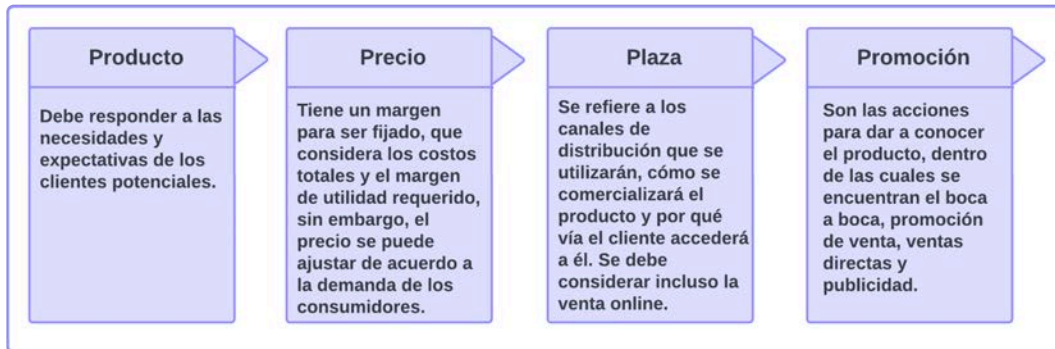 Producto
Debe responder a las
necesidades y
expectativas de los
clientes potenciales.
Precio
Tiene un margen
para ser fijado, que
considera los costos
totales y el margen
de utilidad requerido,
sin embargo, el
precio se puede
ajustar de acuerdo a
la demanda de los
consumidores.
Plaza
Se refiere a los
canales de
distribución que se
utilizarán, cómo se
comercializará el
producto y por qué
vía el cliente accederá
a él. Se debe
considerar incluso la
venta online.
Promoción
Son las acciones
para dar a conocer
el producto, dentro
de las cuales se
encuentran el boca
a boca, promoción
de venta, ventas
directas y
publicidad.